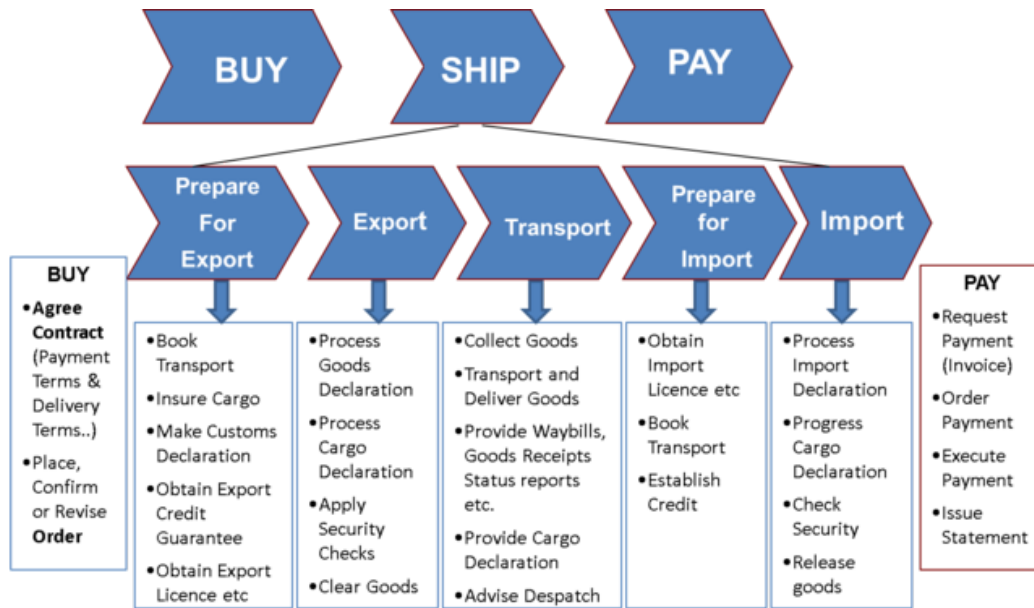 BUY
SHIP
PAY
Prepare
For
Export
Export
Transport
Prepare
for
Import
Import
BUY
•Agree
Contract
(Payment
Terms &
Delivery
Terms..)
•Place,
Confirm
or Revise
Order
•Book
Transport
•Insure Cargo
•Make Customs
Declaration
•Obtain Export
Credit
Guarantee
•Obtain Export
Licence etc
•Process
Goods
Declaration
•Process
Cargo
Declaration
•Apply
Security
Checks
•Clear Goods
•Collect Goods
•Transport and
Deliver Goods
•Provide Waybills,
Goods Receipts
Status reports
etc.
•Provide Cargo
Declaration
•Advise Despatch
•Obtain
Import
Licence etc
•Book
Transport
•Establish
Credit
•Process
Import
Declaration
•Progress
Cargo
Declaration
•Check
Security
•Release
goods
PAY
•Request
Payment
(Invoice)
•Order
Payment
•Execute
Payment
•Issue
Statement